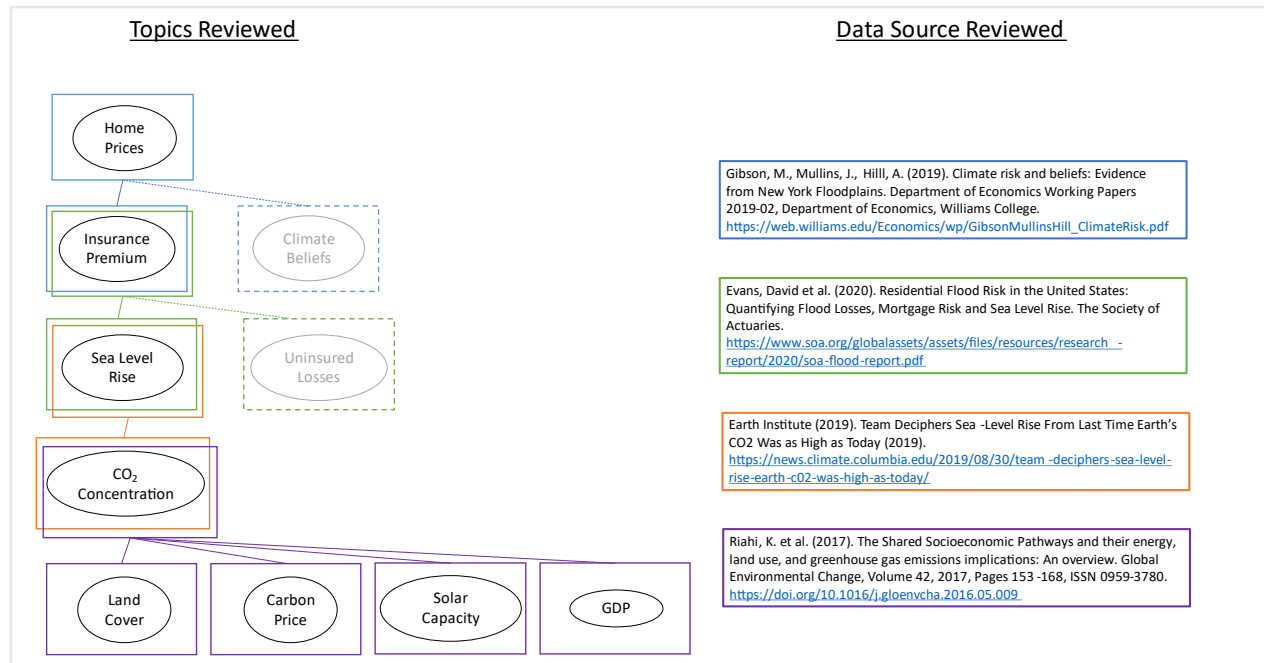 Topics Reviewed
Data Source Reviewed
Home
Prices
Insurance
Premium
Climate
Beliefs
Sea Level
Rise
Uninsured
Losses
CO₂
Concentration
Land
Cover
Carbon
Price
Solar
Capacity
GDP
Gibson, M., Mullins, J., Hilll, A. (2019). Climate risk and beliefs: Evidence
from New York Floodplains. Department of Economics Working Papers
2019-02, Department of Economics, Williams College.
https://web.williams.edu/Economics/wp/GibsonMullinsHill_ClimateRisk.pdf
Evans, David et al. (2020). Residential Flood Risk in the United States:
Quantifying Flood Losses, Mortgage Risk and Sea Level Rise. The Society of
Actuaries.
https://www.soa.org/globalassets/assets/files/resources/research -
report/2020/soa-flood-report.pdf
Earth Institute (2019). Team Deciphers Sea -Level Rise From Last Time Earth’s
CO2 Was as High as Today (2019).
https://news.climate.columbia.edu/2019/08/30/team -deciphers-sea-level-
rise-earth-c02-was-high-as-today/
Riahi, K. et al. (2017). The Shared Socioeconomic Pathways and their energy,
land use, and greenhouse gas emissions implications: An overview. Global
Environmental Change, Volume 42, 2017, Pages 153 -168, ISSN 0959-3780.
https://doi.org/10.1016/j.gloenvcha.2016.05.009